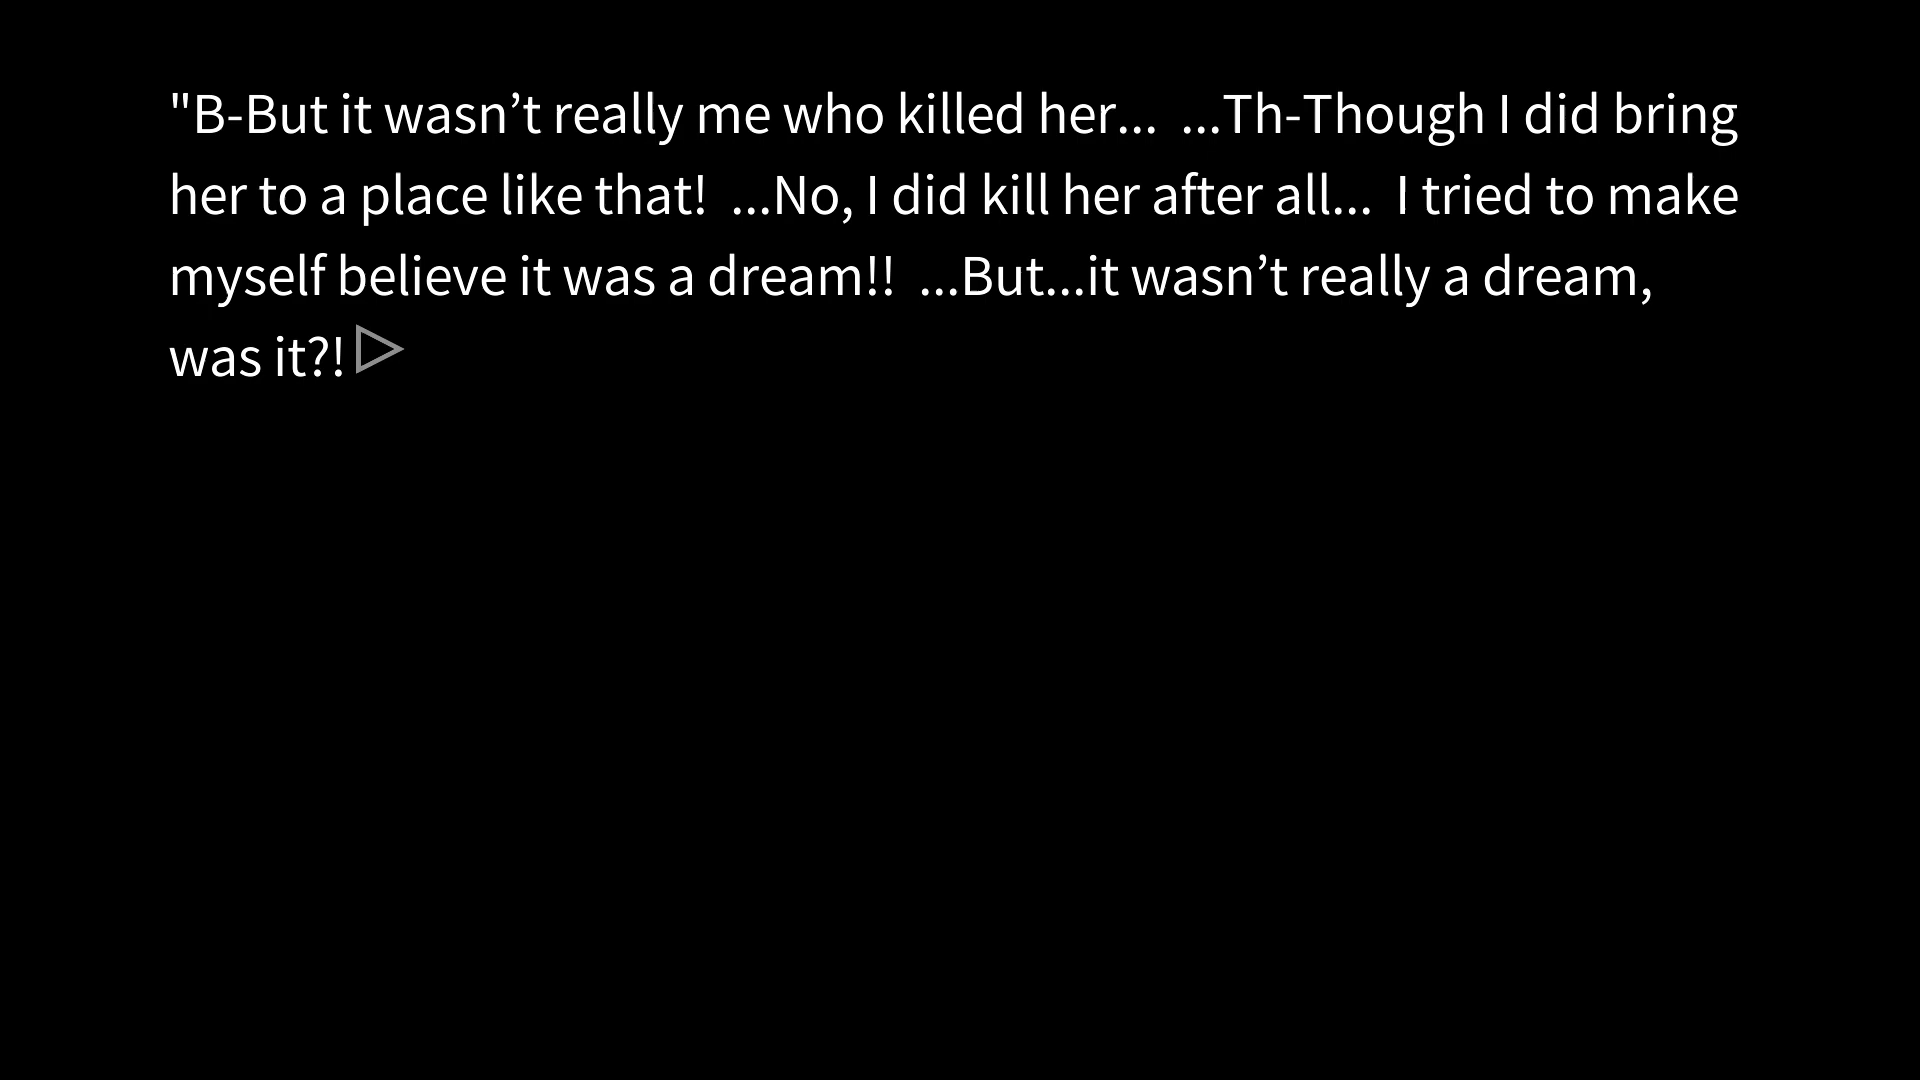 "B-But it wasn’t really me who killed her...  ...Th-Though I did bring
her to a place like that!  ...No, I did kill her after all...  I tried to make
myself believe it was a dream!!  ...But...it wasn’t really a dream,
was it?!